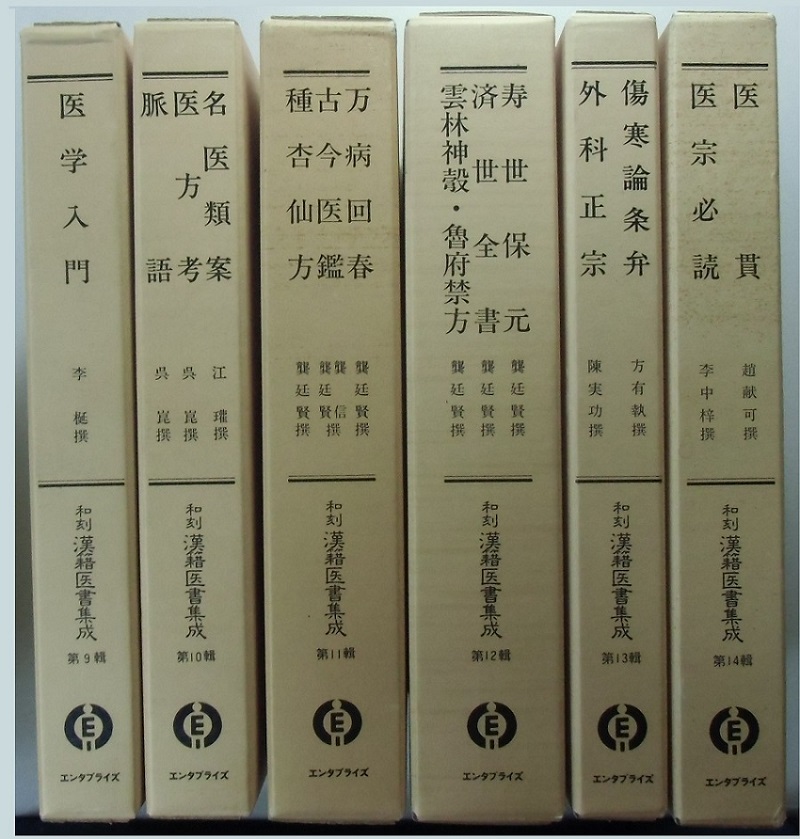 医学入門
李梴撰
和刻
漢籍医書集成
第9輯
E
エンタプライズ
名医類案
医方考
脈語
江瓘撰
呉崑撰
呉崑撰
和刻
漢籍医書集成
第10輯
E
エンタプライズ
万病回春
古今医鑑
種杏仙方
龔廷賢撰
龔信
龔廷賢撰
龔廷賢撰
和刻
漢籍医書集成
第11輯
E
エンタプライズ
寿世保元
済世全書
雲林神彀・魯府禁方
龔廷賢撰
龔廷賢撰
龔廷賢撰
和刻
漢籍医書集成
第12輯
E
エンタプライズ
傷寒論条弁
外科正宗
方有執撰
陳実功撰
和刻
漢籍医書集成
第13輯
E
エンタプライズ
医貫
医宗必読
趙献可撰
李中梓撰
和刻
漢籍医書集成
第14輯
E
エンタプライズ